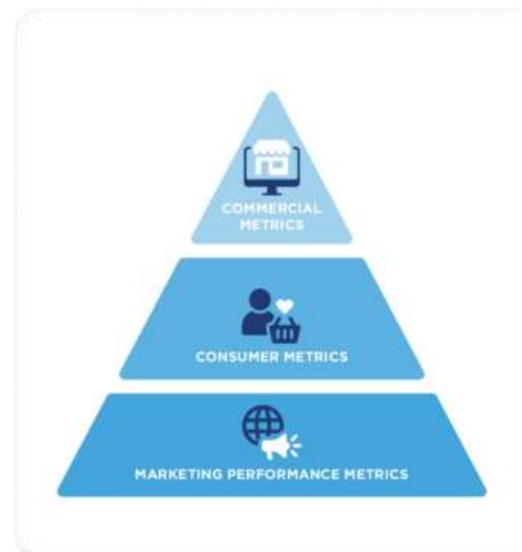 COMMERCIAL
METRICS
CONSUMER METRICS
MARKETING PERFORMANCE METRICS